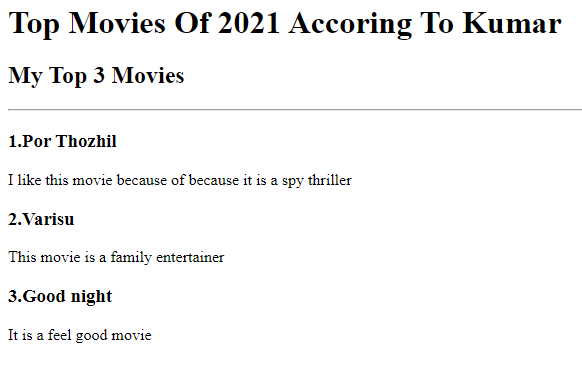 Top Movies Of 2021 Accoring To Kumar
My Top 3 Movies
1.Por Thozhil
I like this movie because of because it is a spy thriller
2.Varisu
This movie is a family entertainer
3.Good night
It is a feel good movie